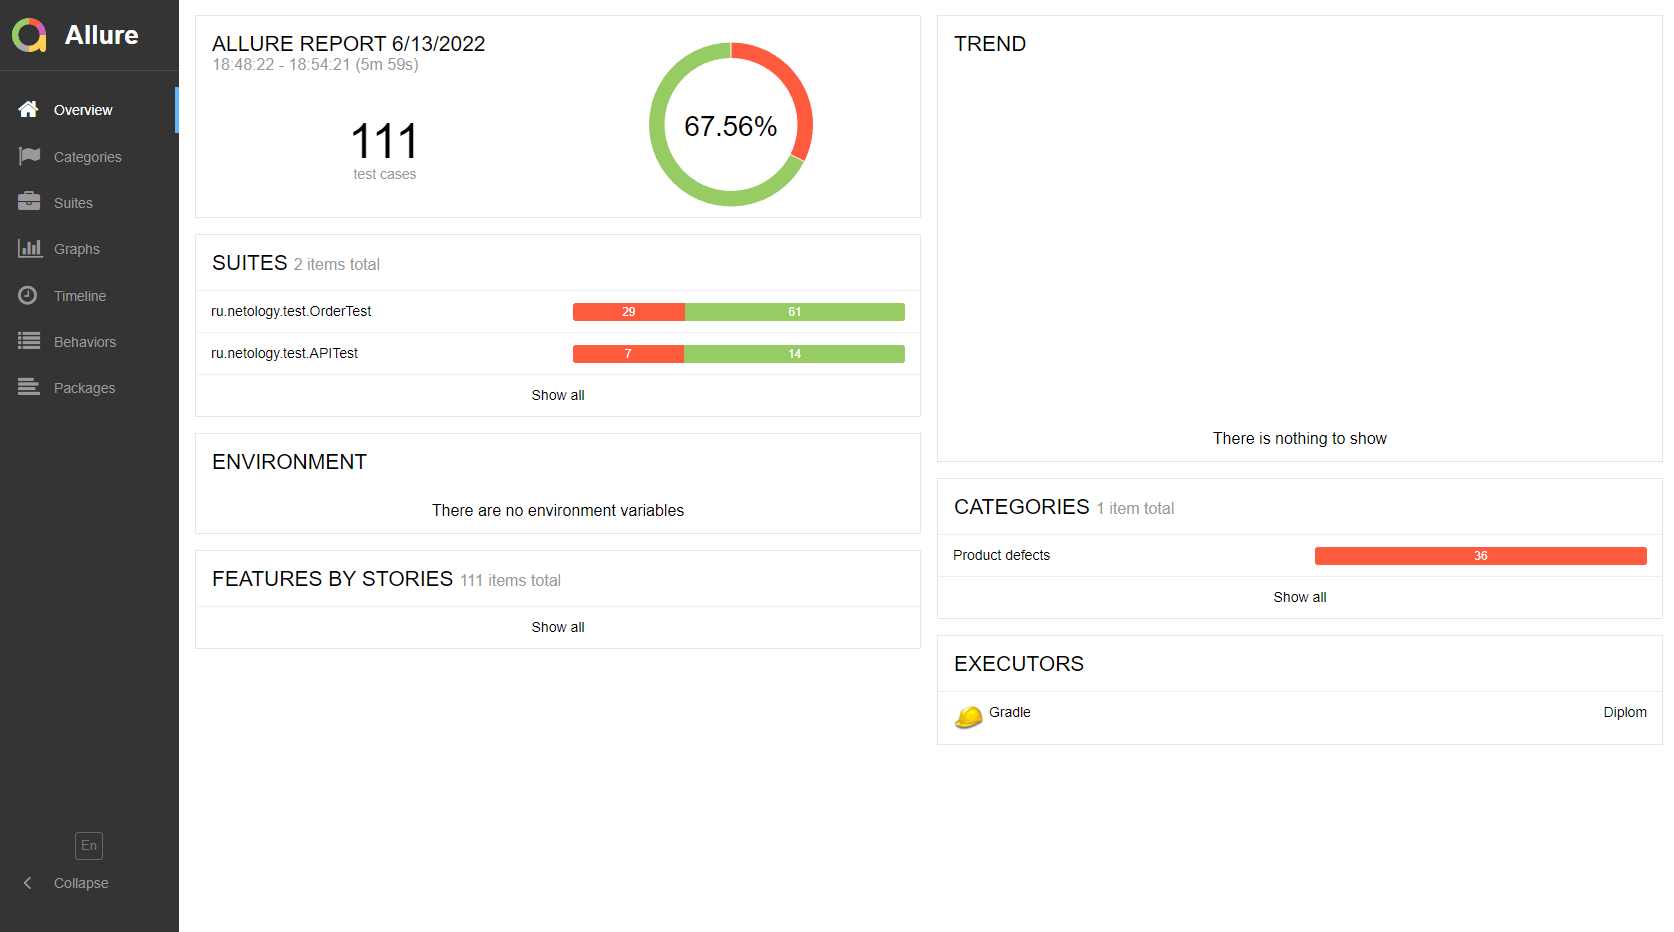 Allure
Overview
Categories
Suites
Graphs
Timeline
Behaviors
Packages
En
Collapse
ALLURE REPORT 6/13/2022
18:48:22 - 18:54:21 (5m 59s)
111
test cases
67.56%
SUITES 2 items total
ru.netology.test.OrderTest 29 61
ru.netology.test.APITest 7 14
Show all
ENVIRONMENT
There are no environment variables
FEATURES BY STORIES 111 items total
Show all
TREND
There is nothing to show
CATEGORIES 1 item total
Product defects 36
Show all
EXECUTORS
Gradle Diplom